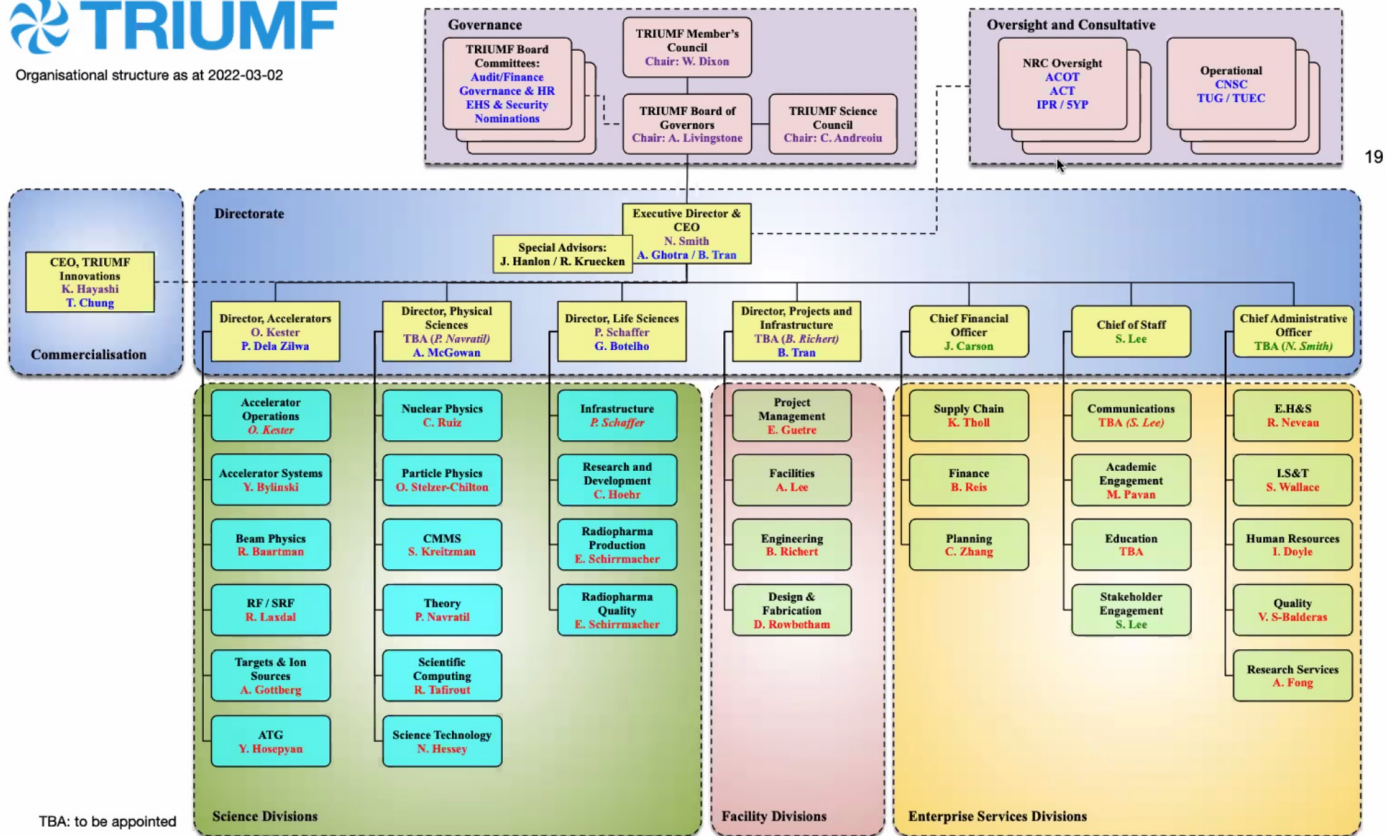 TRIUMF
Organisational structure as at 2022-03-02
Governance
TRIUMF Board
Committees:
Audit/Finance
Governance & HR
EHS & Security
Nominations
TRIUMF Member's
Council
Chair: W. Dixon
TRIUMF Board of
Governors
Chair: A. Livingstone
TRIUMF Science
Council
Chair: C. Andreoiu
Oversight and Consultative
NRC Oversight
ACOT
ACT
IPR / 5YP
Operational
CNSC
TUG / TUEC
19
CEO, TRIUMF
Innovations
K. Hayashi
T. Chung
Commercialisation
Directorate
Executive Director &
CEO
N. Smith
A. Ghotra / B. Tran
Special Advisors:
J. Hanlon / R. Kruecken
Director, Accelerators
O. Kester
P. Dela Zilwa
Director, Physical
Sciences
TBA (P. Navratil)
A. McGowan
Director, Life Sciences
P. Schaffer
G. Botelho
Director, Projects and
Infrastructure
TBA (B. Richert)
B. Tran
Chief Financial
Officer
J. Carson
Chief of Staff
S. Lee
Chief Administrative
Officer
TBA (N. Smith)
Accelerator
Operations
O. Kester
Accelerator Systems
Y. Bylinski
Beam Physics
R. Baartman
RF / SRF
R. Laxdal
Targets & Ion
Sources
A. Gottberg
ATG
Y. Hosepyan
Nuclear Physics
C. Ruiz
Particle Physics
O. Stelzer-Chilton
CMMS
S. Kreitzman
Theory
P. Navratil
Scientific
Computing
R. Tafirout
Science Technology
N. Hessey
Infrastructure
P. Schaffer
Research and
Development
C. Hoehr
Radiopharma
Production
E. Schirrmacher
Radiopharma
Quality
E. Schirrmacher
Science Divisions
Project
Management
E. Guetre
Facilities
A. Lee
Engineering
B. Richert
Design &
Fabrication
D. Rowbotham
Facility Divisions
Supply Chain
K. Tholl
Finance
B. Reis
Planning
C. Zhang
Communications
TBA (S. Lee)
Academic
Engagement
M. Pavan
Education
TBA
Stakeholder
Engagement
S. Lee
E.H&S
R. Neveau
I.S&T
S. Wallace
Human Resources
I. Doyle
Quality
V. S-Balderas
Research Services
A. Fong
Enterprise Services Divisions
TBA: to be appointed